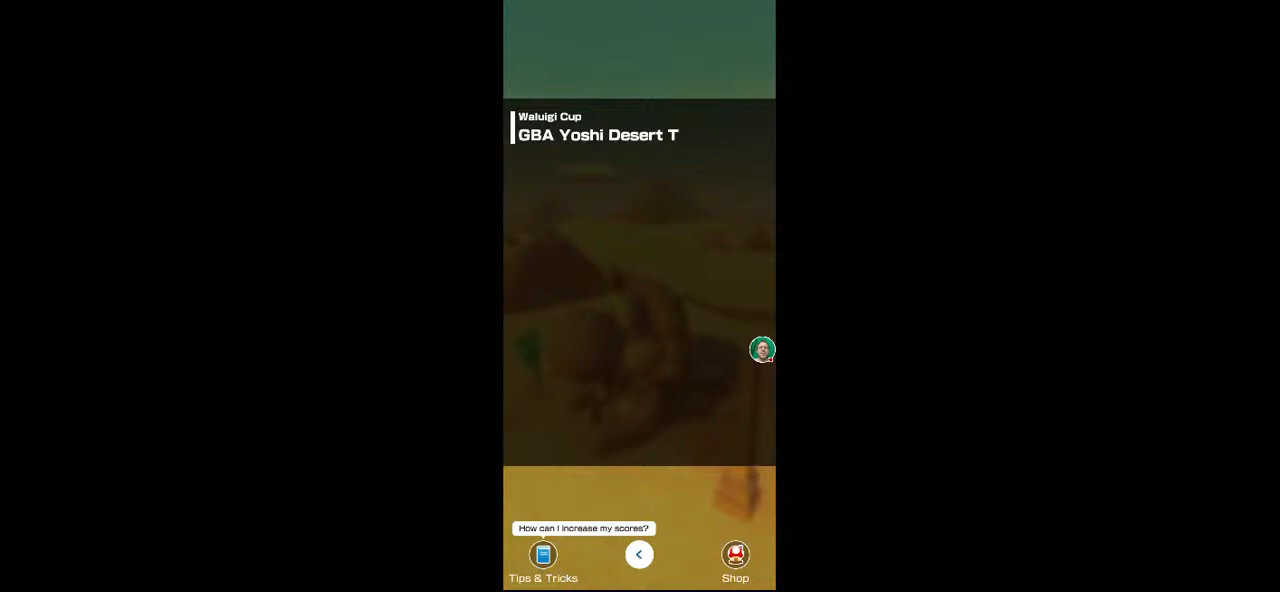 Waluigi Cup
GBA Yoshi Desert T
How can I increase my scores?
Tips & Tricks
Shop